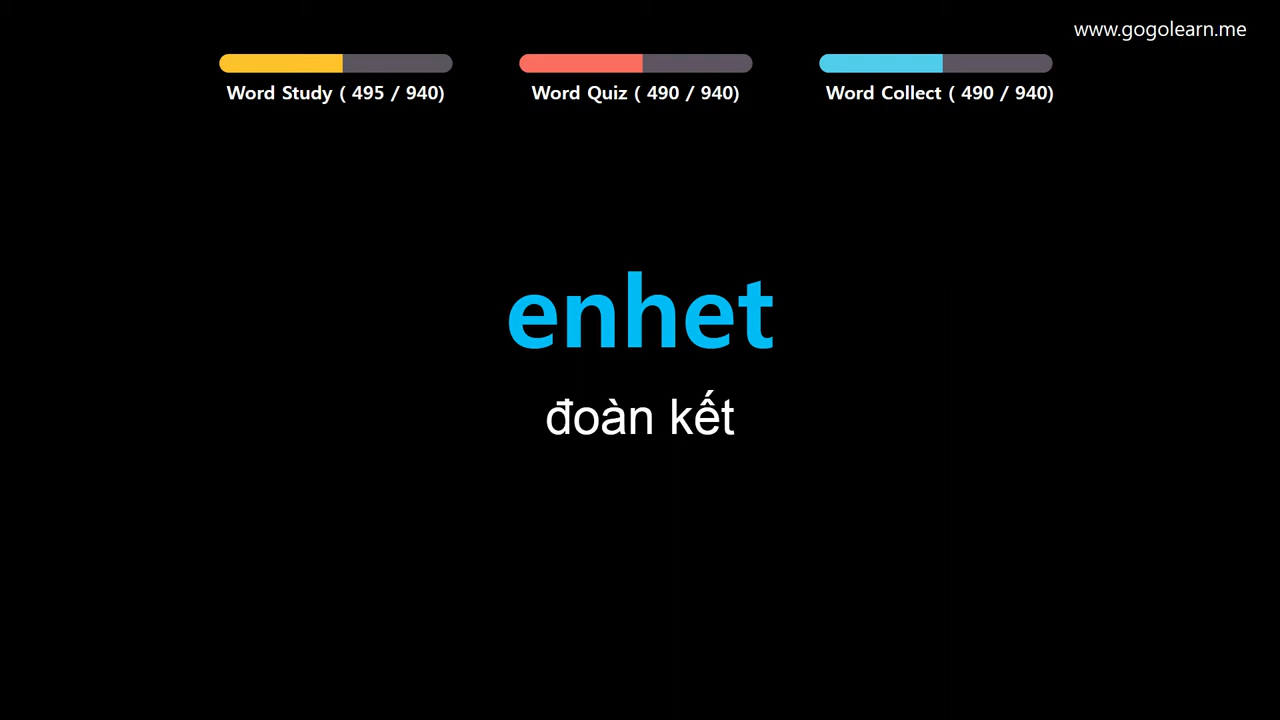 www.gogolearn.me
Word Study ( 495 / 940)
Word Quiz ( 490 / 940)
Word Collect ( 490 / 940)
enhet
đoàn kết